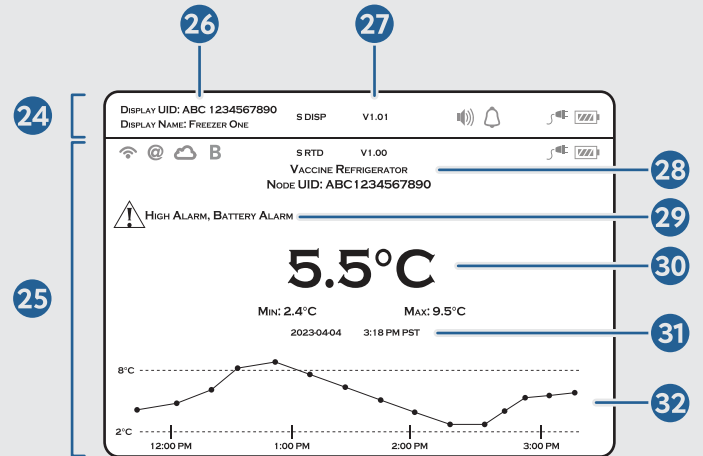 26
27
24
DISPLAY UID: ABC 1234567890
DISPLAY NAME: FREEZER ONE
S DISP V1.01
25
@ B S RTD V1.00
VACCINE REFRIGERATOR
28
NODE UID: ABC1234567890
! HIGH ALARM, BATTERY ALARM
29
5.5°C
30
MIN: 2.4°C MAX: 9.5°C
2023-04-04 3:18 PM PST
31
8°C
32
2°C
12:00 PM 1:00 PM 2:00 PM 3:00 PM